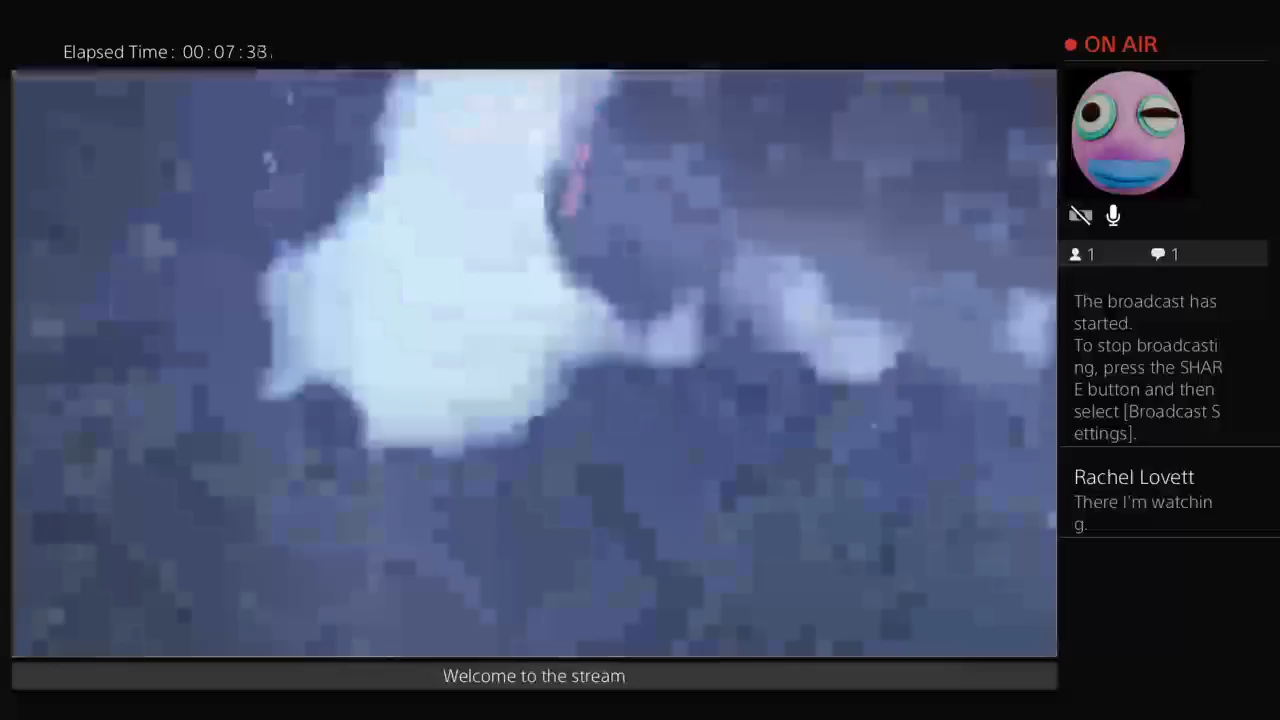 Elapsed Time: 00:07:33
ON AIR
1
1
The broadcast has
started.
To stop broadcasti
ng, press the SHAR
E button and then
select [Broadcast S
ettings].
Rachel Lovett
There I'm watchin
g.
Welcome to the stream